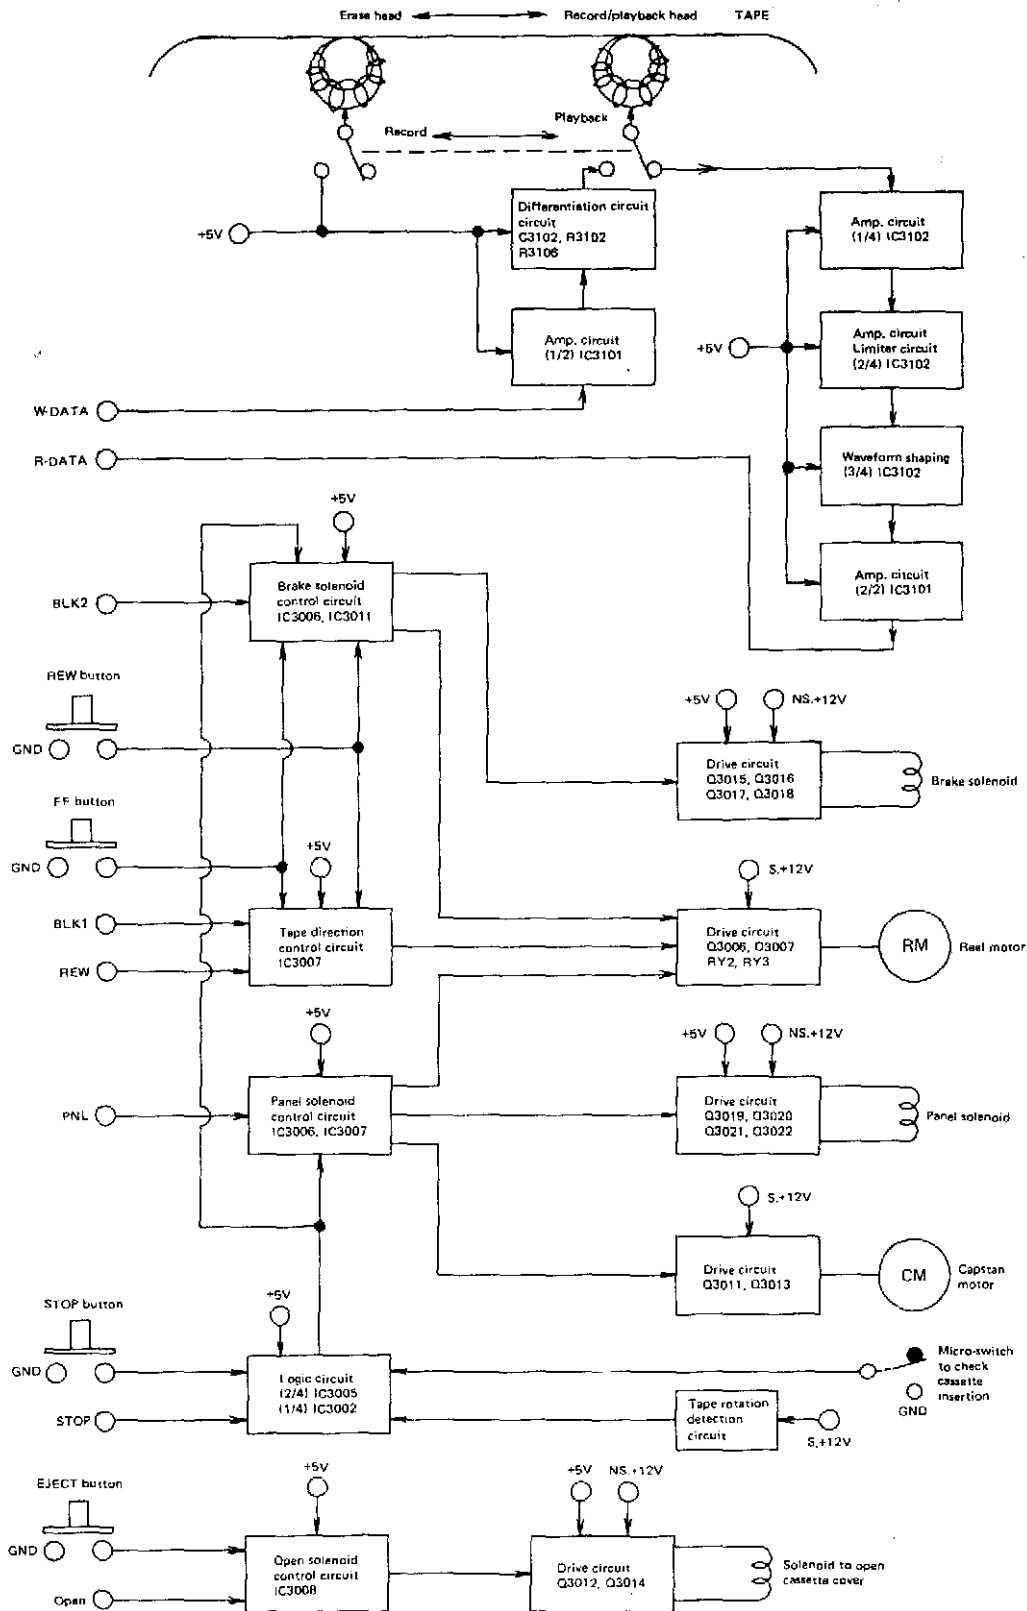 Erase head
Record/playback head
TAPE
Record
Playback
+5V
Differentiation circuit
circuit
C3102, R3102
R3106
Amp. circuit
(1/4) IC3102
Amp. circuit
(1/2) IC3101
+5V
Amp. circuit
Limiter circuit
(2/4) IC3102
W-DATA
R-DATA
Waveform shaping
(3/4) IC3102
+5V
Amp. circuit
(2/2) IC3101
BLK2
Brake solenoid
control circuit
IC3006, IC3011
REW button
GND
+5V
NS.+12V
Drive circuit
Q3015, Q3016
Q3017, Q3018
Brake solenoid
FF button
GND
+5V
S.+12V
BLK1
REW
Tape direction
control circuit
IC3007
Drive circuit
Q3006, Q3007
RY2, RY3
RM
Reel motor
+5V
+5V
NS.+12V
PNL
Panel solenoid
control circuit
IC3006, IC3007
Drive circuit
Q3019, Q3020
Q3021, Q3022
Panel solenoid
S.+12V
Drive circuit
Q3011, Q3013
CM
Capstan
motor
STOP button
+5V
GND
STOP
Logic circuit
(2/4) IC3005
(1/4) IC3002
Micro-switch
to check
cassette
insertion
GND
Tape rotation
detection
circuit
S.+12V
EJECT button
+5V
+5V
NS.+12V
GND
Open
Open solenoid
control circuit
IC3008
Drive circuit
Q3012, Q3014
Solenoid to open
cassette cover